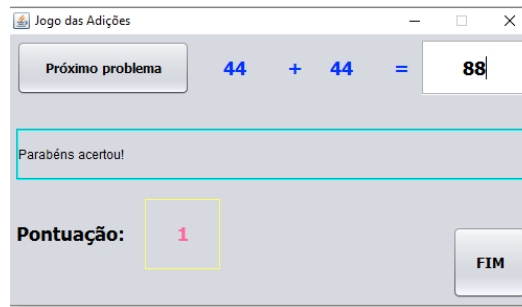 Jogo das Adições
Próximo problema 44 + 44 = 88
Parabéns acertou!
Pontuação: 1
FIM